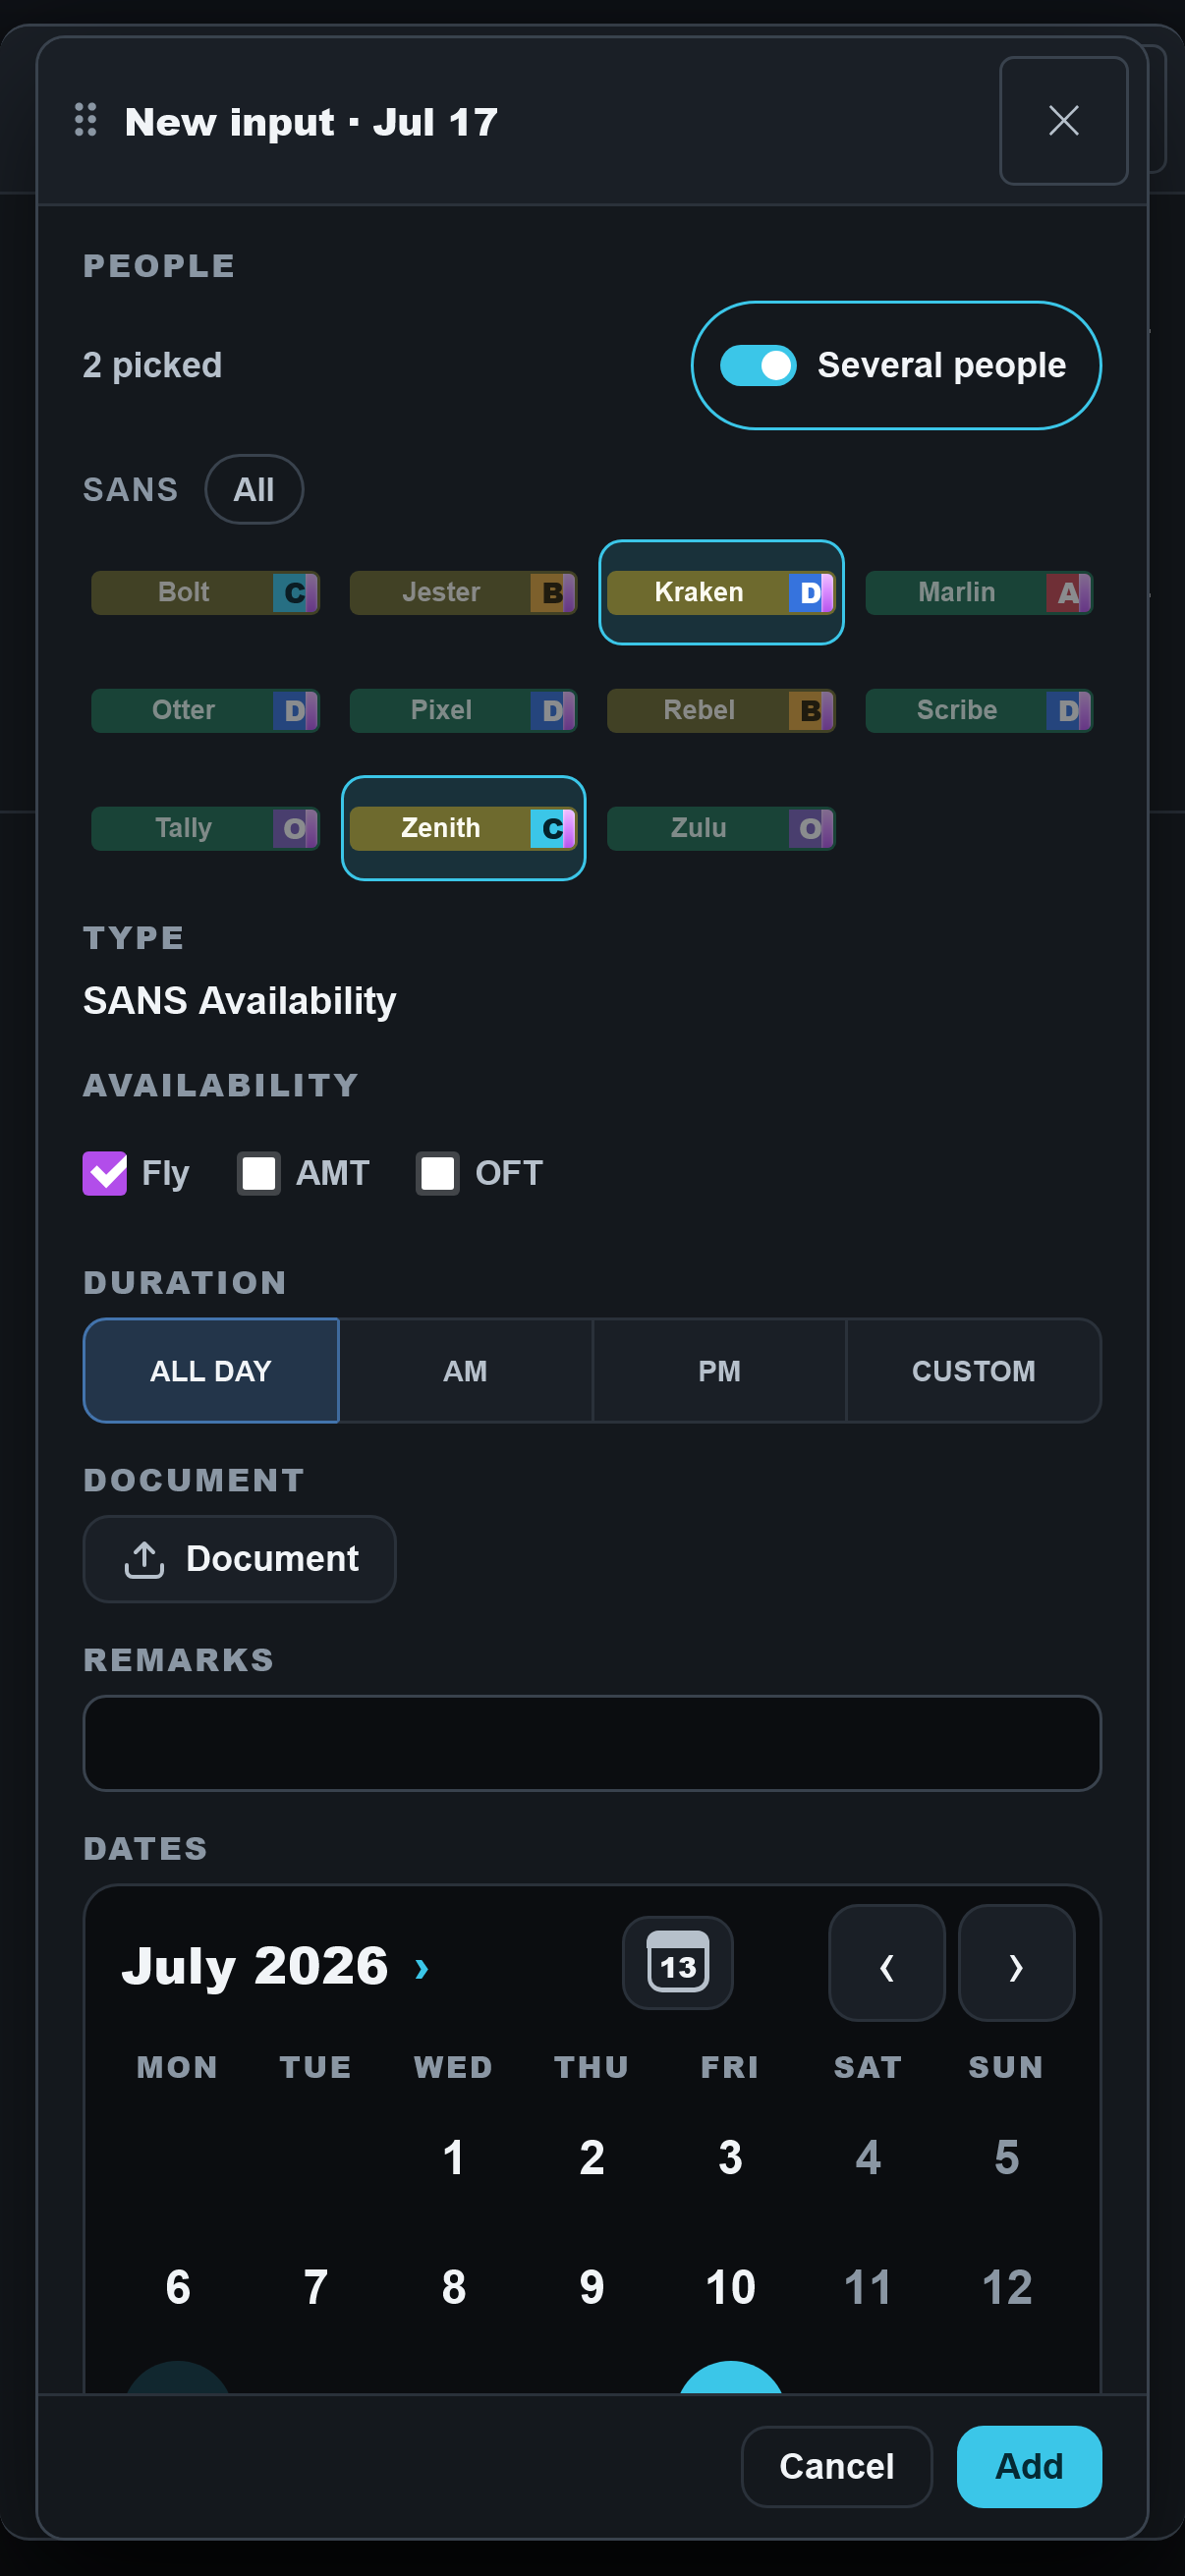 New input · Jul 17
PEOPLE
2 picked
Several people
SANS All
Bolt C Jester B Kraken D Marlin A
Otter D Pixel D Rebel B Scribe D
Tally O Zenith C Zulu O
TYPE
SANS Availability
AVAILABILITY
Fly AMT OFT
DURATION
ALL DAY AM PM CUSTOM
DOCUMENT
Document
REMARKS
DATES
July 2026 › 13 ‹ ›
MON TUE WED THU FRI SAT SUN
1 2 3 4 5
6 7 8 9 10 11 12
Cancel Add